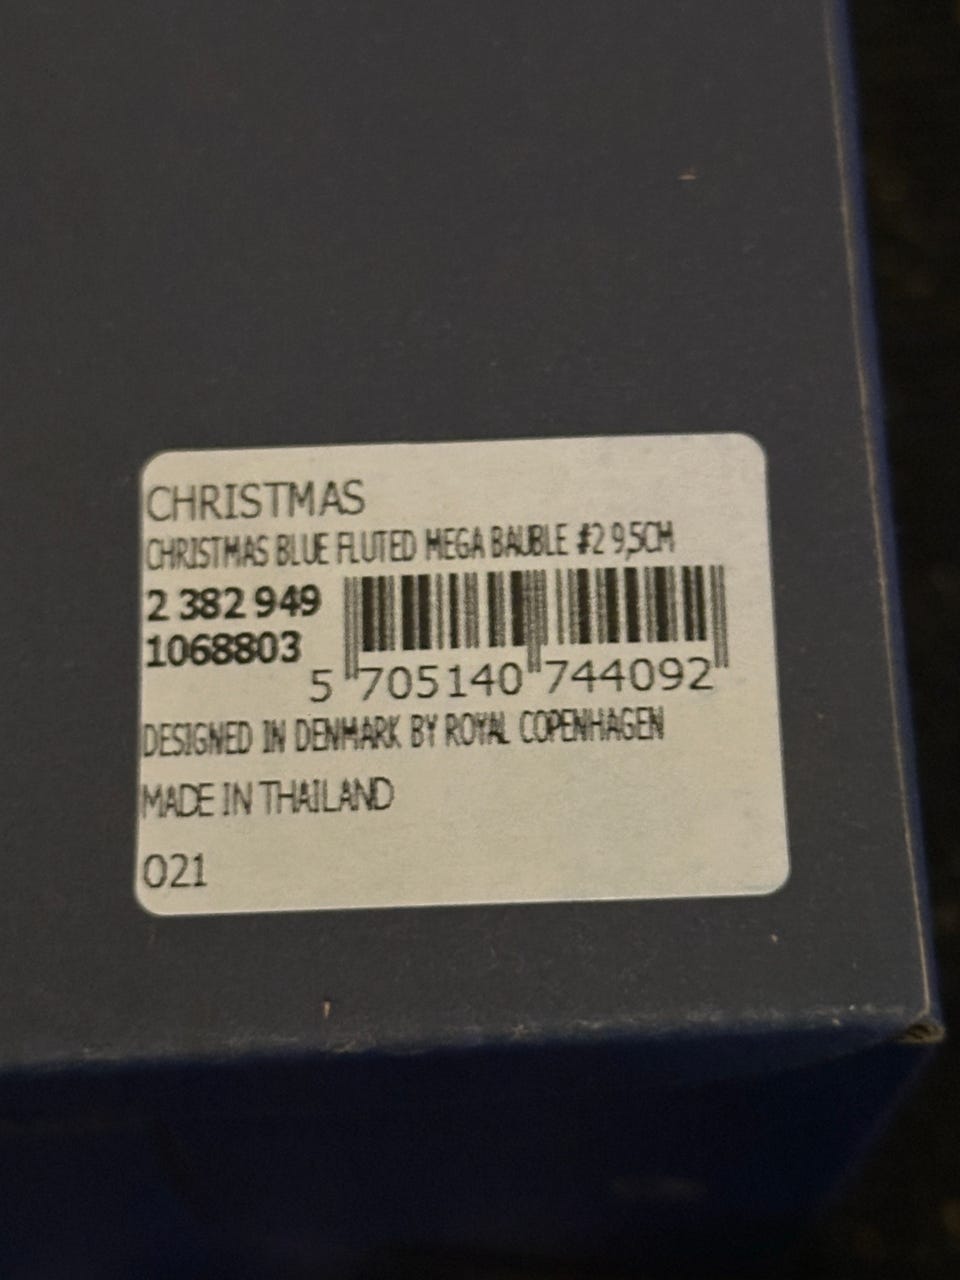 CHRISTMAS
CHRISTMAS BLUE FLUTED MEGA BAUBLE #2 9,5CM
2 382 949
1068803
5 705140 744092
DESIGNED IN DENMARK BY ROYAL COPENHAGEN
MADE IN THAILAND
O21